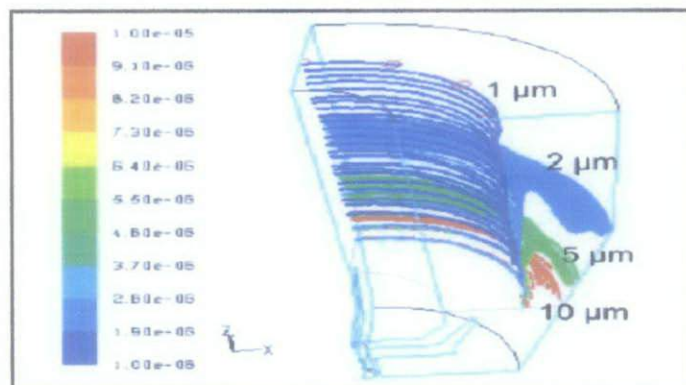 1.00e-05
9.10e-06
8.20e-06
7.30e-06
6.40e-06
5.50e-06
4.60e-06
3.70e-06
2.80e-06
1.90e-06
1.00e-06
1 µm
2 µm
5 µm
10 µm
Z
X